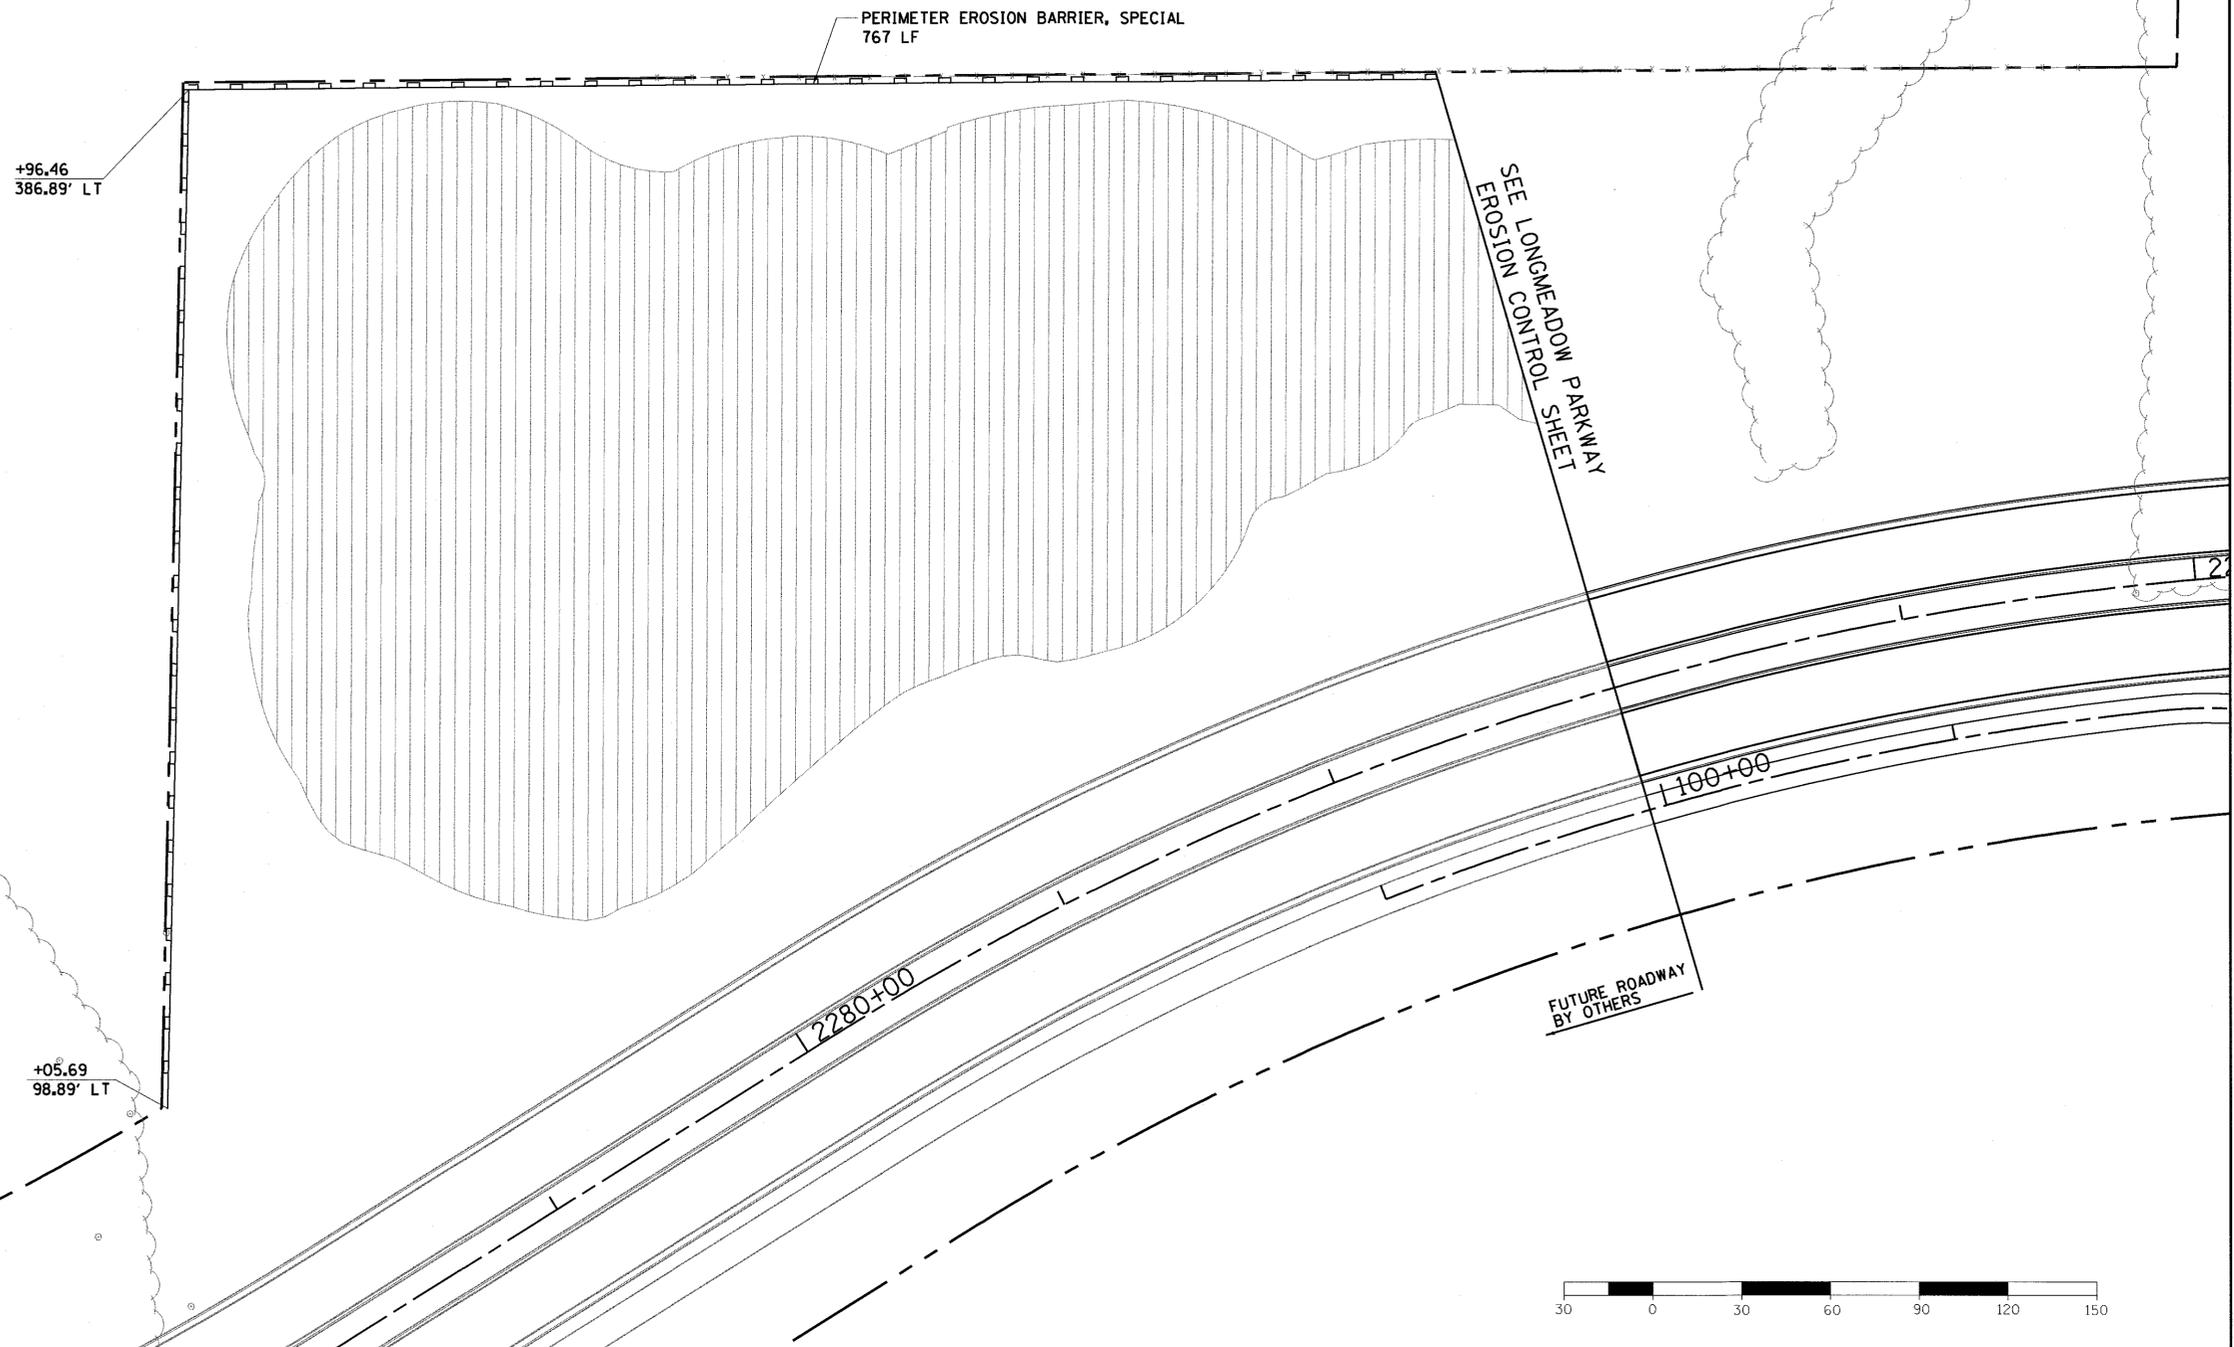 PERIMETER EROSION BARRIER, SPECIAL
767 LF
+96.46
386.89' LT
SEE LONGMEADOW PARKWAY
EROSION CONTROL SHEET
22
100+00
2280+00
FUTURE ROADWAY
BY OTHERS
+05.69
98.89' LT
30 0 30 60 90 120 150